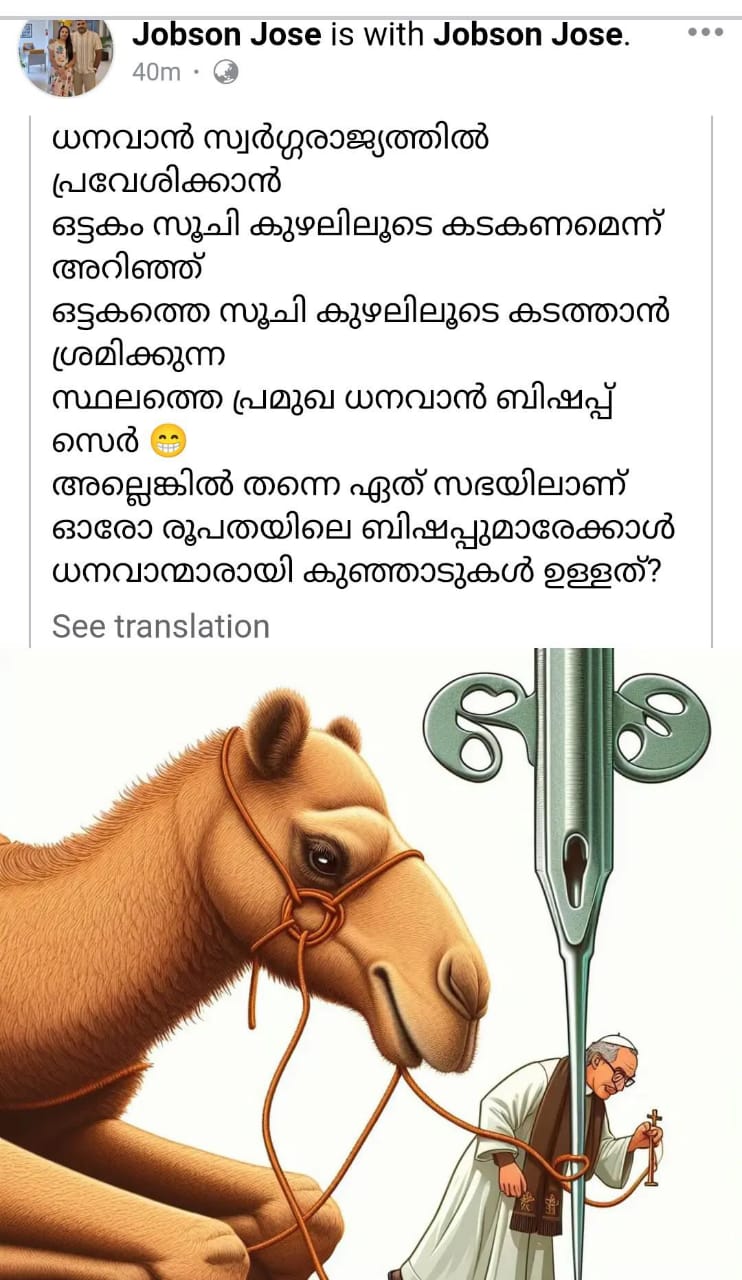 Jobson Jose is with Jobson Jose.
40m
ധനവാൻ സ്വർഗ്ഗരാജ്യത്തിൽ
പ്രവേശിക്കാൻ
ഒട്ടകം സൂചി കുഴലിലൂടെ കടകണമെന്ന്
അറിഞ്ഞ്
ഒട്ടകത്തെ സൂചി കുഴലിലൂടെ കടത്താൻ
ശ്രമിക്കുന്ന
സ്ഥലത്തെ പ്രമുഖ ധനവാൻ ബിഷപ്പ്
സെർ 😁
അല്ലെങ്കിൽ തന്നെ ഏത് സഭയിലാണ്
ഓരോ രൂപതയിലെ ബിഷപ്പുമാരേക്കാൾ
ധനവാന്മാരായി കുഞ്ഞാടുകൾ ഉള്ളത്?
See translation